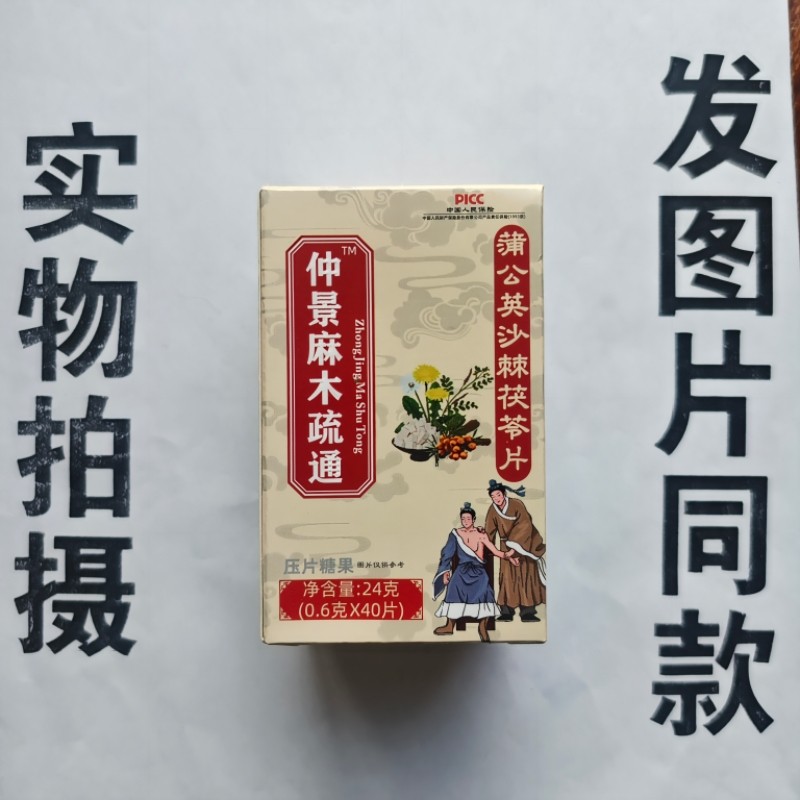 实物拍摄
发图片同款
PICC
中国人民保险
仲景麻木疏通
TM
ZhongJing Ma Shu Tong
蒲公英沙棘茯苓片
压片糖果
图片仅供参考
净含量:24克
(0.6克X40片)